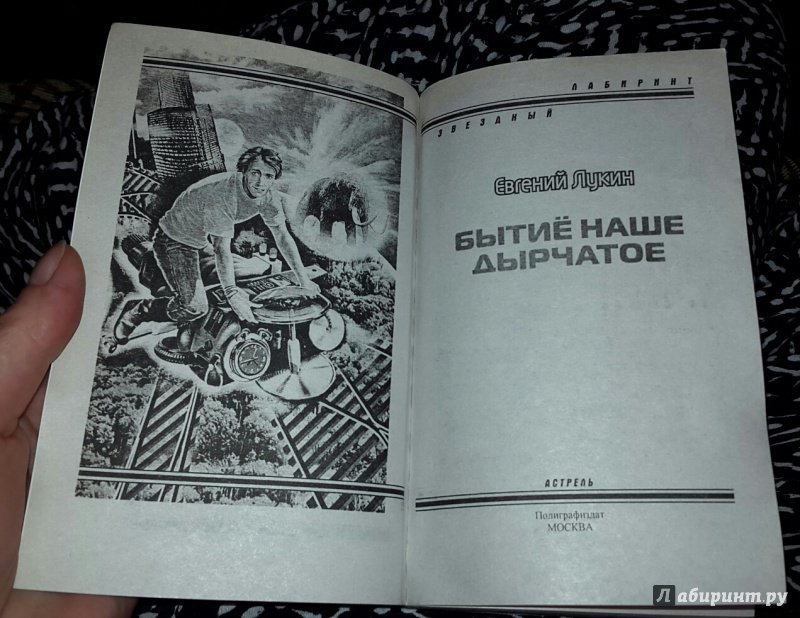 ЛАБИРИНТ
ЗВЕЗДНЫЙ
Евгений Лукин
БЫТИЁ НАШЕ
ДЫРЧАТОЕ
АСТРЕЛЬ
Полиграфиздат
МОСКВА
Лабиринт.ру